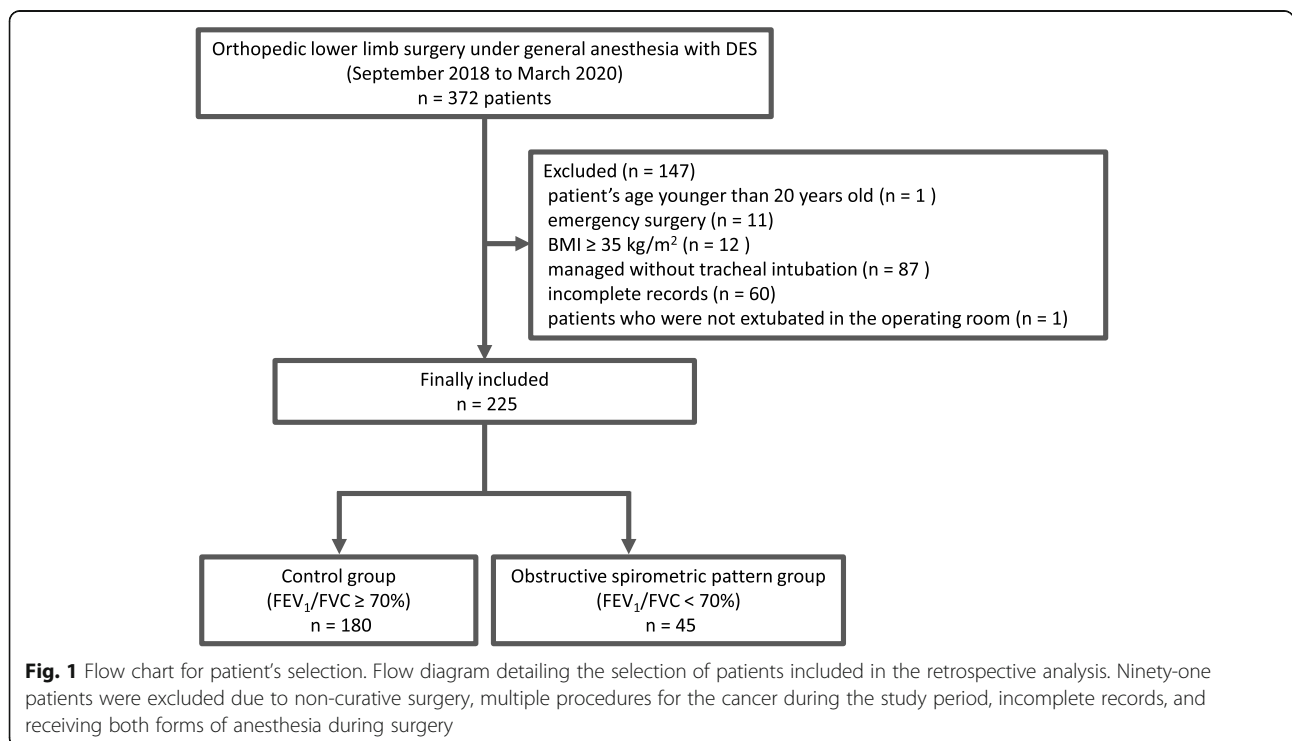 Orthopedic lower limb surgery under general anesthesia with DES
(September 2018 to March 2020)
n = 372 patients
Excluded (n = 147)
patient's age younger than 20 years old (n = 1 )
emergency surgery (n = 11)
BMI ≥ 35 kg/m² (n = 12 )
managed without tracheal intubation (n = 87 )
incomplete records (n = 60)
patients who were not extubated in the operating room (n = 1)
Finally included
n = 225
Control group
(FEV₁/FVC ≥ 70%)
n = 180
Obstructive spirometric pattern group
(FEV₁/FVC < 70%)
n = 45
Fig. 1 Flow chart for patient's selection. Flow diagram detailing the selection of patients included in the retrospective analysis. Ninety-one
patients were excluded due to non-curative surgery, multiple procedures for the cancer during the study period, incomplete records, and
receiving both forms of anesthesia during surgery